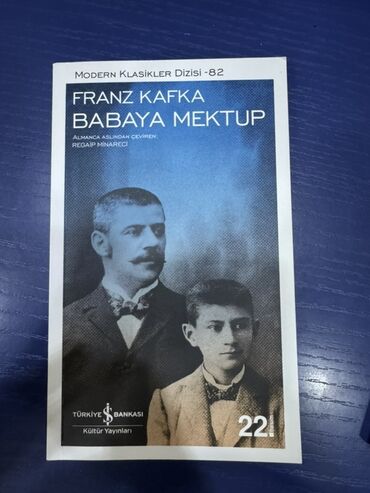 MODERN KLASİKLER DİZİSİ -82
FRANZ KAFKA
BABAYA MEKTUP
ALMANCA ASLINDAN ÇEVİREN:
REGAİP MİNARECİ
TÜRKİYE İŞ BANKASI
Kültür Yayınları
22.